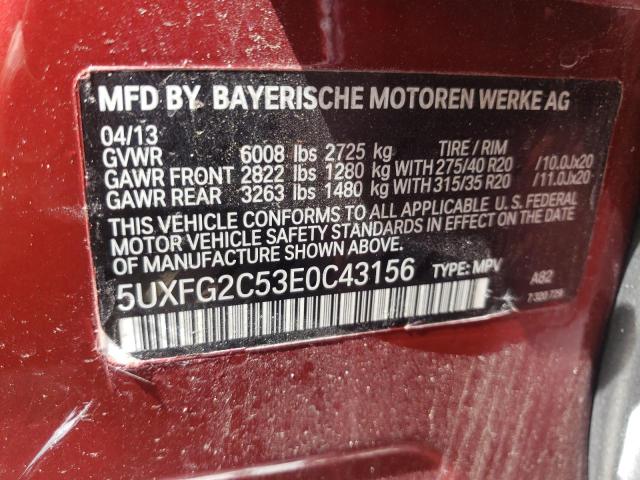 MFD BY. BAYERISCHE MOTOREN WERKE AG
04/13
GVWR 6008 lbs 2725 kg TIRE / RIM
GAWR FRONT 2822 lbs 1280 kg WITH 275/40 R20 /10.0Jx20
GAWR REAR 3263 lbs 1480 kg WITH 315/35 R20 /11.0Jx20
THIS VEHICLE CONFORMS TO ALL APPLICABLE U. S. FEDERAL
MOTOR VEHICLE SAFETY STANDARDS IN EFFECT ON THE DATE
OF MANUFACTURE SHOWN ABOVE.
5UXFG2C53E0C43156 TYPE: MPV A82
7 320 729